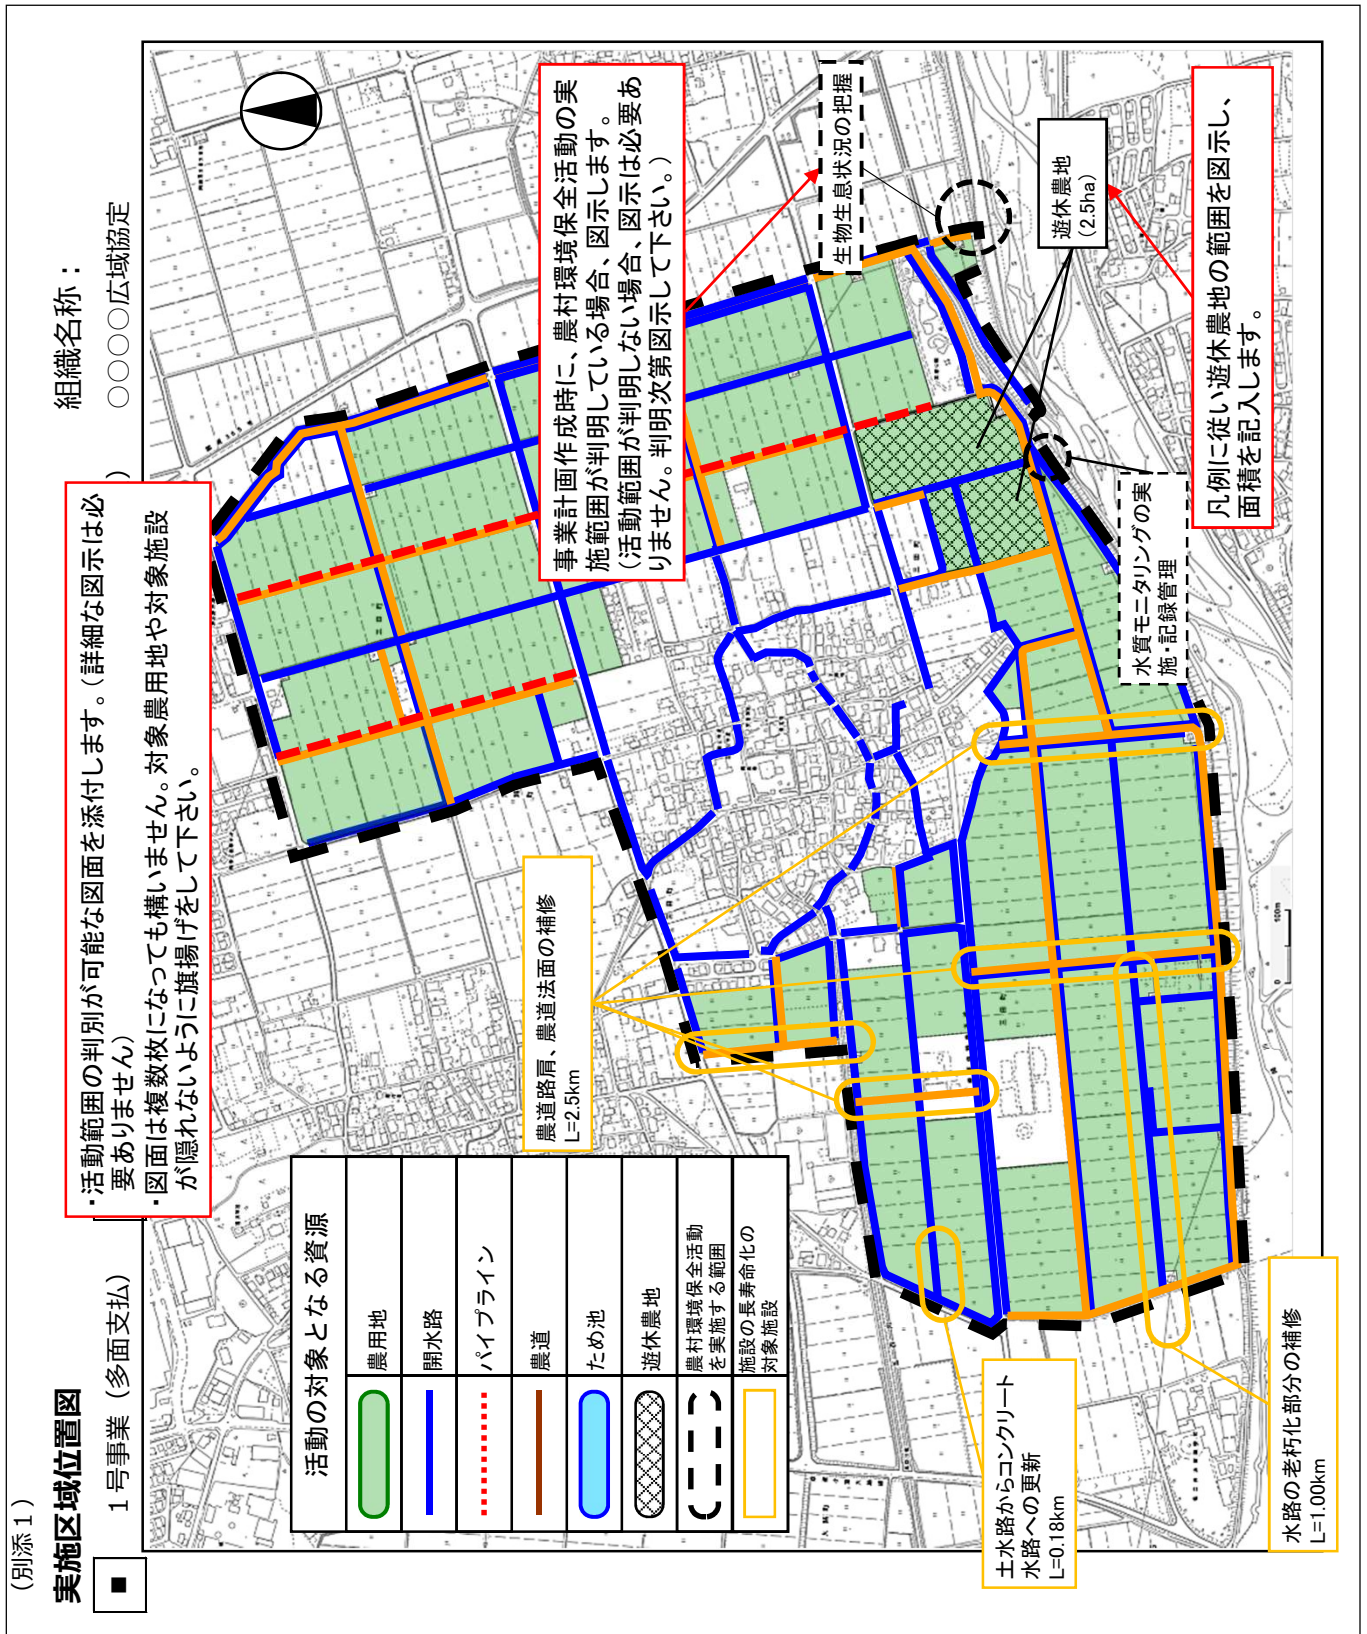 （別添１）
実施区域位置図
■
１号事業（多面支払）
）
組織名称：
○○○○広域協定
・活動範囲の判別が可能な図面を添付します。（詳細な図示は必
要ありません）
・図面は複数枚になっても構いません。対象農用地や対象施設
が隠れないように旗揚げをして下さい。
事業計画作成時に、農村環境保全活動の実
施範囲が判明している場合、図示します。
（活動範囲が判明しない場合、図示は必要あ
りません。判明次第図示して下さい。）
生物生息状況の把握
遊休農地
（2.5ha）
凡例に従い遊休農地の範囲を図示し、
面積を記入します。
水質モニタリングの実
施・記録管理
農道路肩、農道法面の補修
L=2.5km
活動の対象となる資源
農用地
開水路
パイプライン
農道
ため池
遊休農地
農村環境保全活動
を実施する範囲
施設の長寿命化の
対象施設
土水路からコンクリート
水路への更新
L=0.18km
水路の老朽化部分の補修
L=1.00km
0 100m